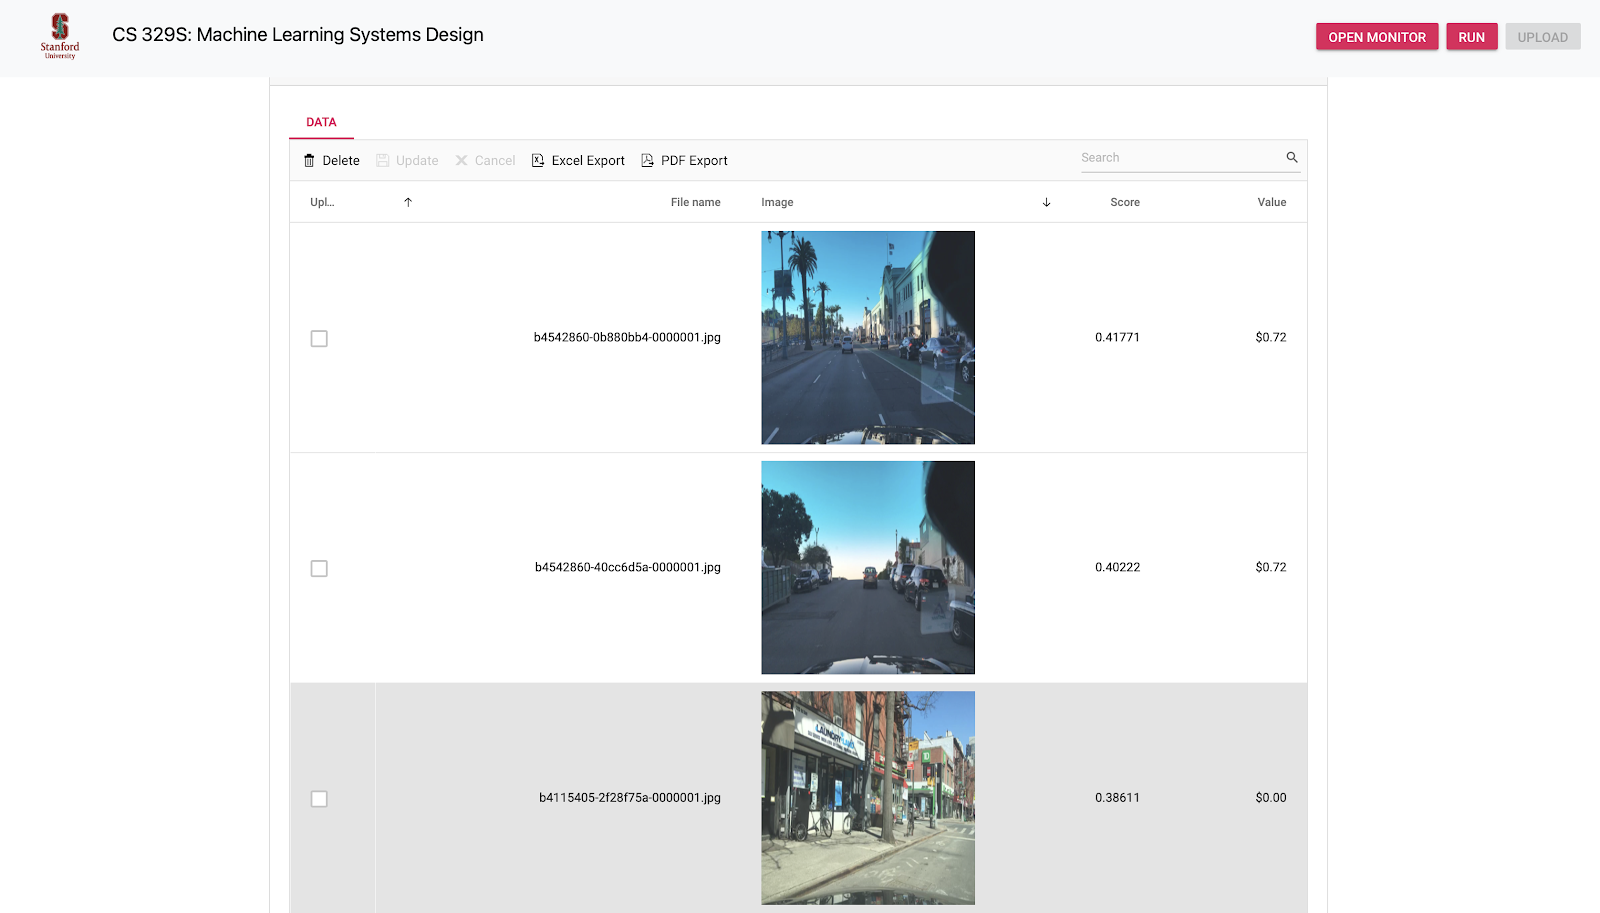 Stanford
University
CS 329S: Machine Learning Systems Design
OPEN MONITOR
RUN
UPLOAD
DATA
Delete
Update
Cancel
Excel Export
PDF Export
Search
Upl...
File name
Image
Score
Value
b4542860-0b880bb4-0000001.jpg
0.41771
$0.72
b4542860-40cc6d5a-0000001.jpg
0.40222
$0.72
LAUNDRY
b4115405-2f28f75a-0000001.jpg
0.38611
$0.00